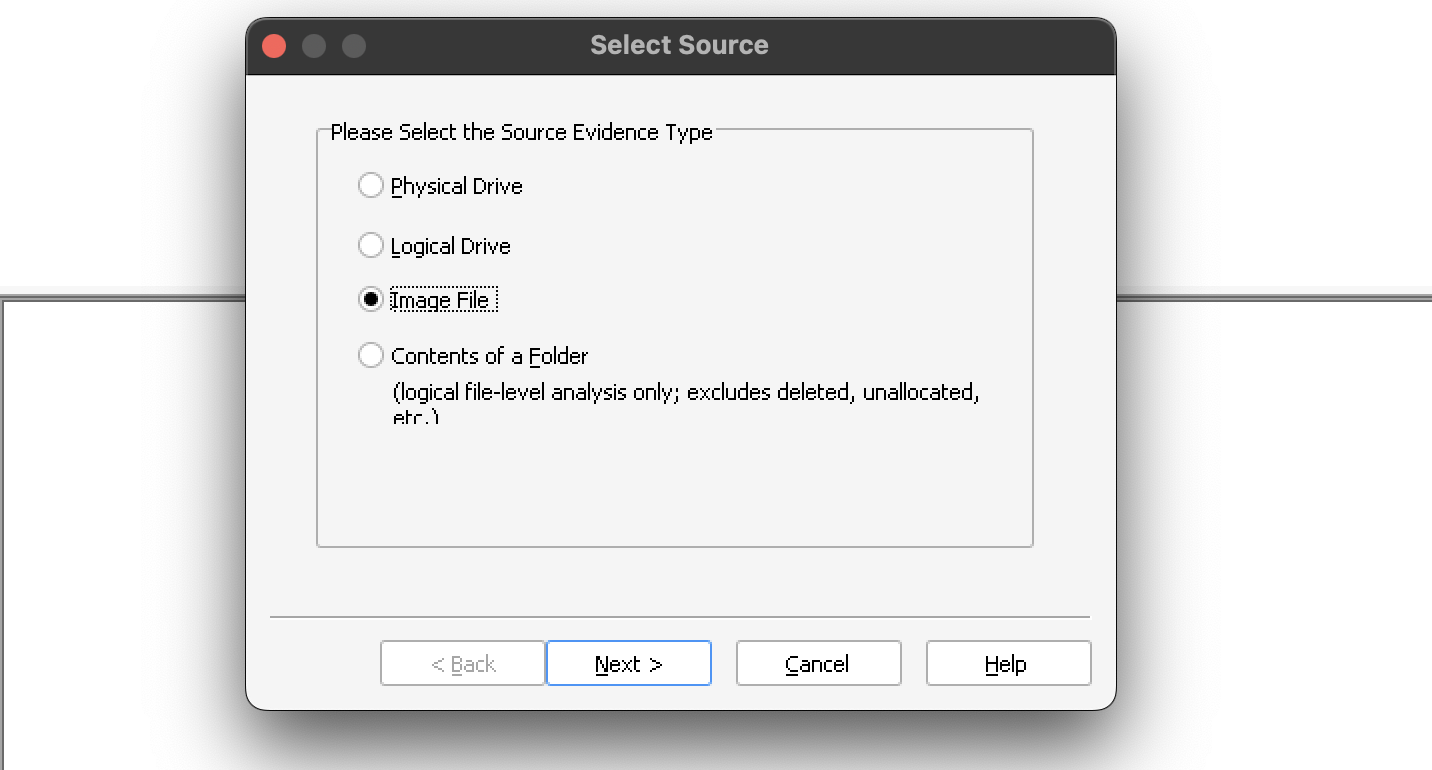 Select Source
Please Select the Source Evidence Type
Physical Drive
Logical Drive
Image File
Contents of a Folder
(logical file-level analysis only; excludes deleted, unallocated,
etc.)
< Back
Next >
Cancel
Help